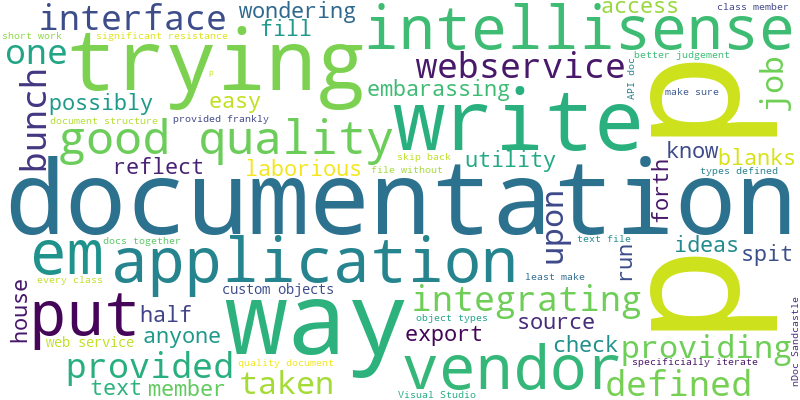 interface
wondering
fill
intellisense
access
class member
short work
significant resistance
one
trying
webservice
better judgement
API doc
job
bunch
possibly
easy
embarassing
write
p
make sure
document structure
provided frankly
good quality
p
reflect
laborious
skip back
file without
utility
know
blanks
types defined
documentation
forth
em
docs together
application
upon
text file
run
ideas
spit
every class
custom objects
least make
house
put
half
way
integrating
object types
source
p
nDoc Sandcastle
web service
anyone
export
check
providing
provided
quality document
vendor
specificially iterate
text
member
taken
Visual Studio
defined